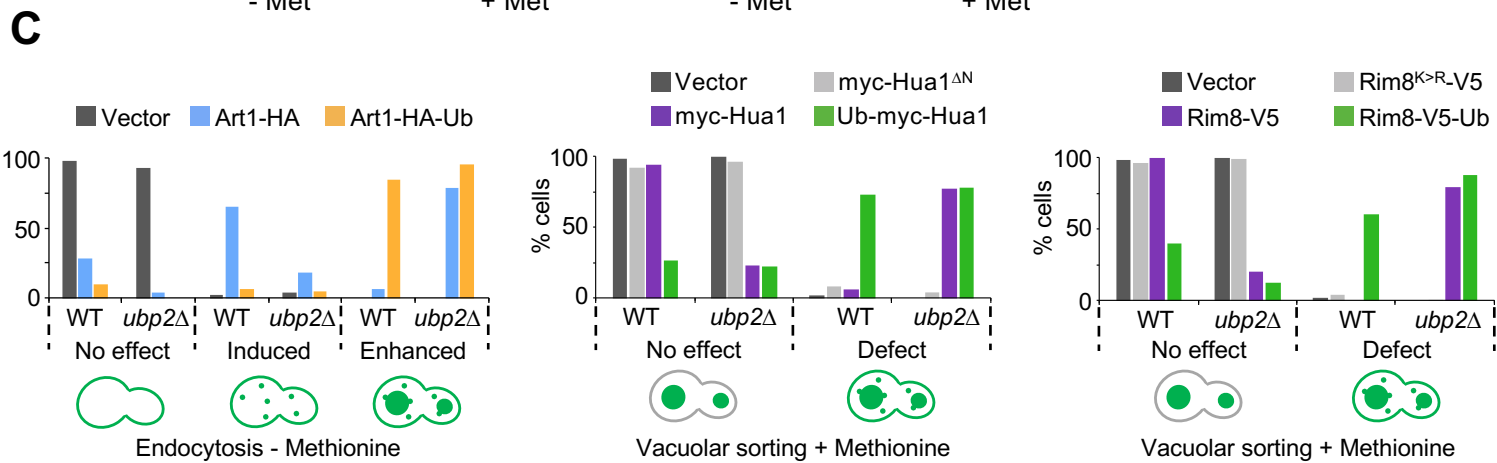 - Met + Met - Met + Met
C
Vector Art1-HA Art1-HA-Ub
100
50
0
WT ubp2Δ WT ubp2Δ WT ubp2Δ
No effect Induced Enhanced
Endocytosis - Methionine
Vector myc-Hua1ΔN
myc-Hua1 Ub-myc-Hua1
% cells
100
50
0
WT ubp2Δ WT ubp2Δ
No effect Defect
Vacuolar sorting + Methionine
Vector Rim8K>R-V5
Rim8-V5 Rim8-V5-Ub
% cells
100
50
0
WT ubp2Δ WT ubp2Δ
No effect Defect
Vacuolar sorting + Methionine